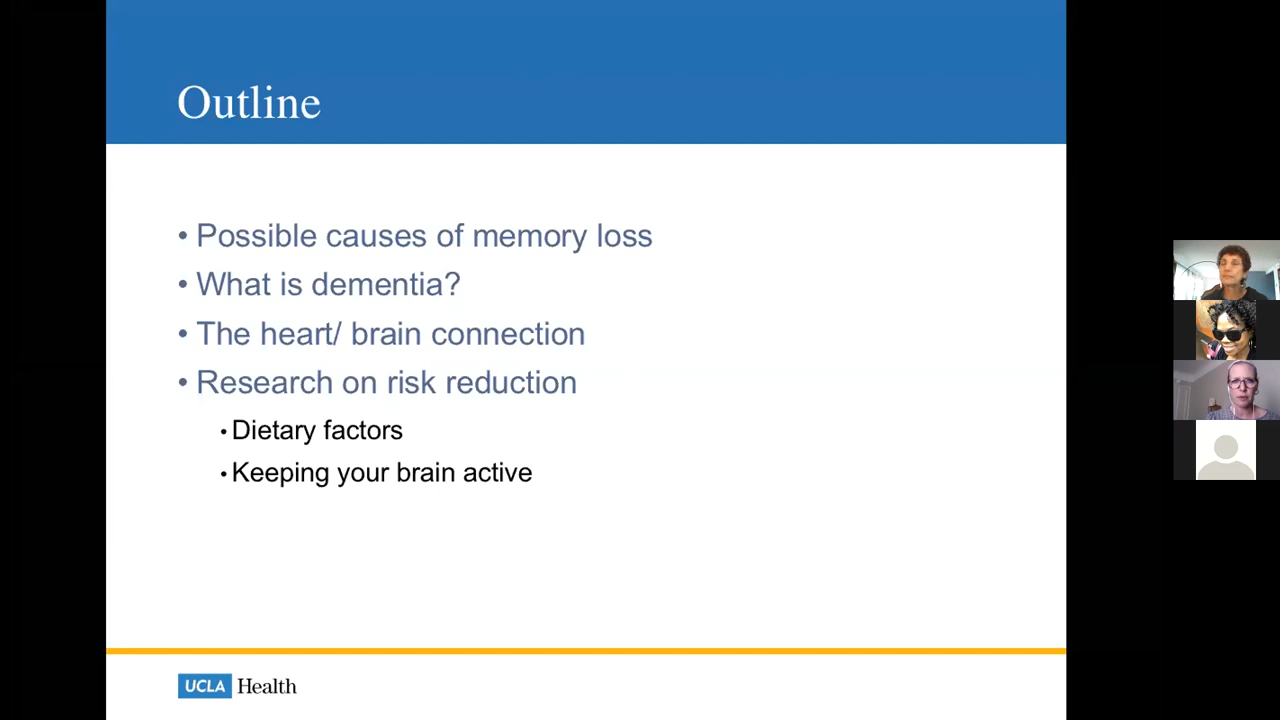 Outline
• Possible causes of memory loss
• What is dementia?
• The heart/ brain connection
• Research on risk reduction
• Dietary factors
• Keeping your brain active
UCLA Health